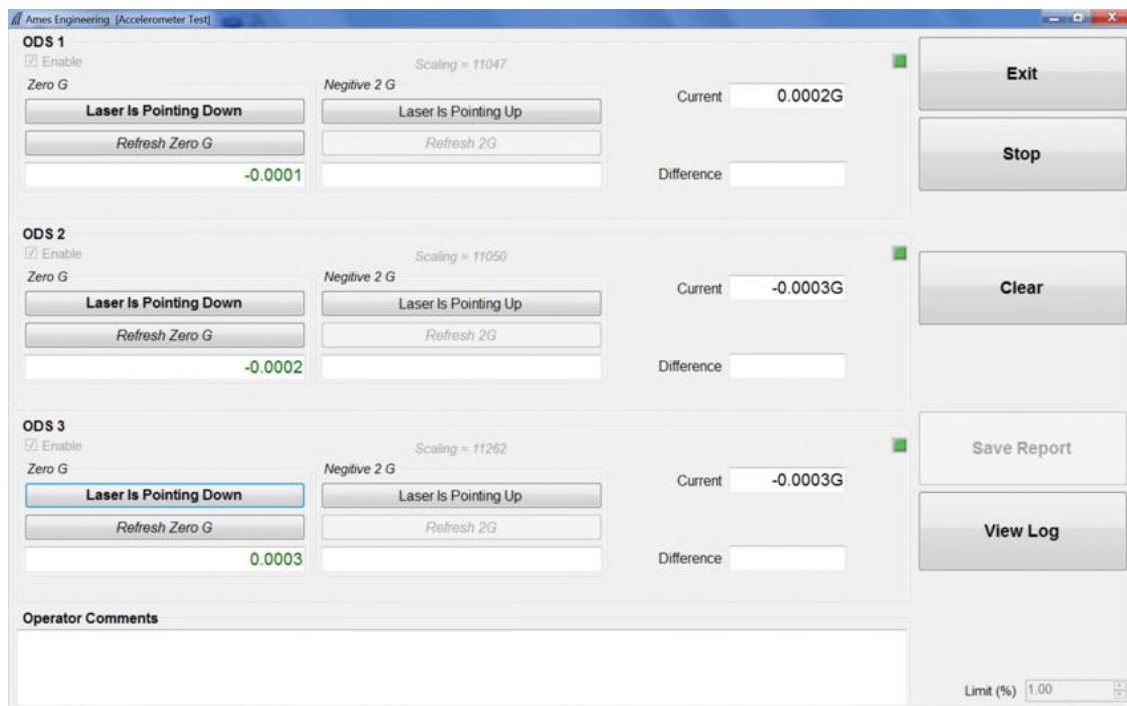 Ames Engineering [Accelerometer Test]
ODS 1
Enable
Scaling = 11047
Zero G
Negitive 2 G
Laser Is Pointing Down
Laser Is Pointing Up
Current
0.0002G
Refresh Zero G
Refresh 2G
-0.0001
Difference
ODS 2
Enable
Scaling = 11050
Zero G
Negitive 2 G
Laser Is Pointing Down
Laser Is Pointing Up
Current
-0.0003G
Refresh Zero G
Refresh 2G
-0.0002
Difference
ODS 3
Enable
Scaling = 11262
Zero G
Negitive 2 G
Laser Is Pointing Down
Laser Is Pointing Up
Current
-0.0003G
Refresh Zero G
Refresh 2G
0.0003
Difference
Operator Comments
Exit
Stop
Clear
Save Report
View Log
Limit (%) 1.00